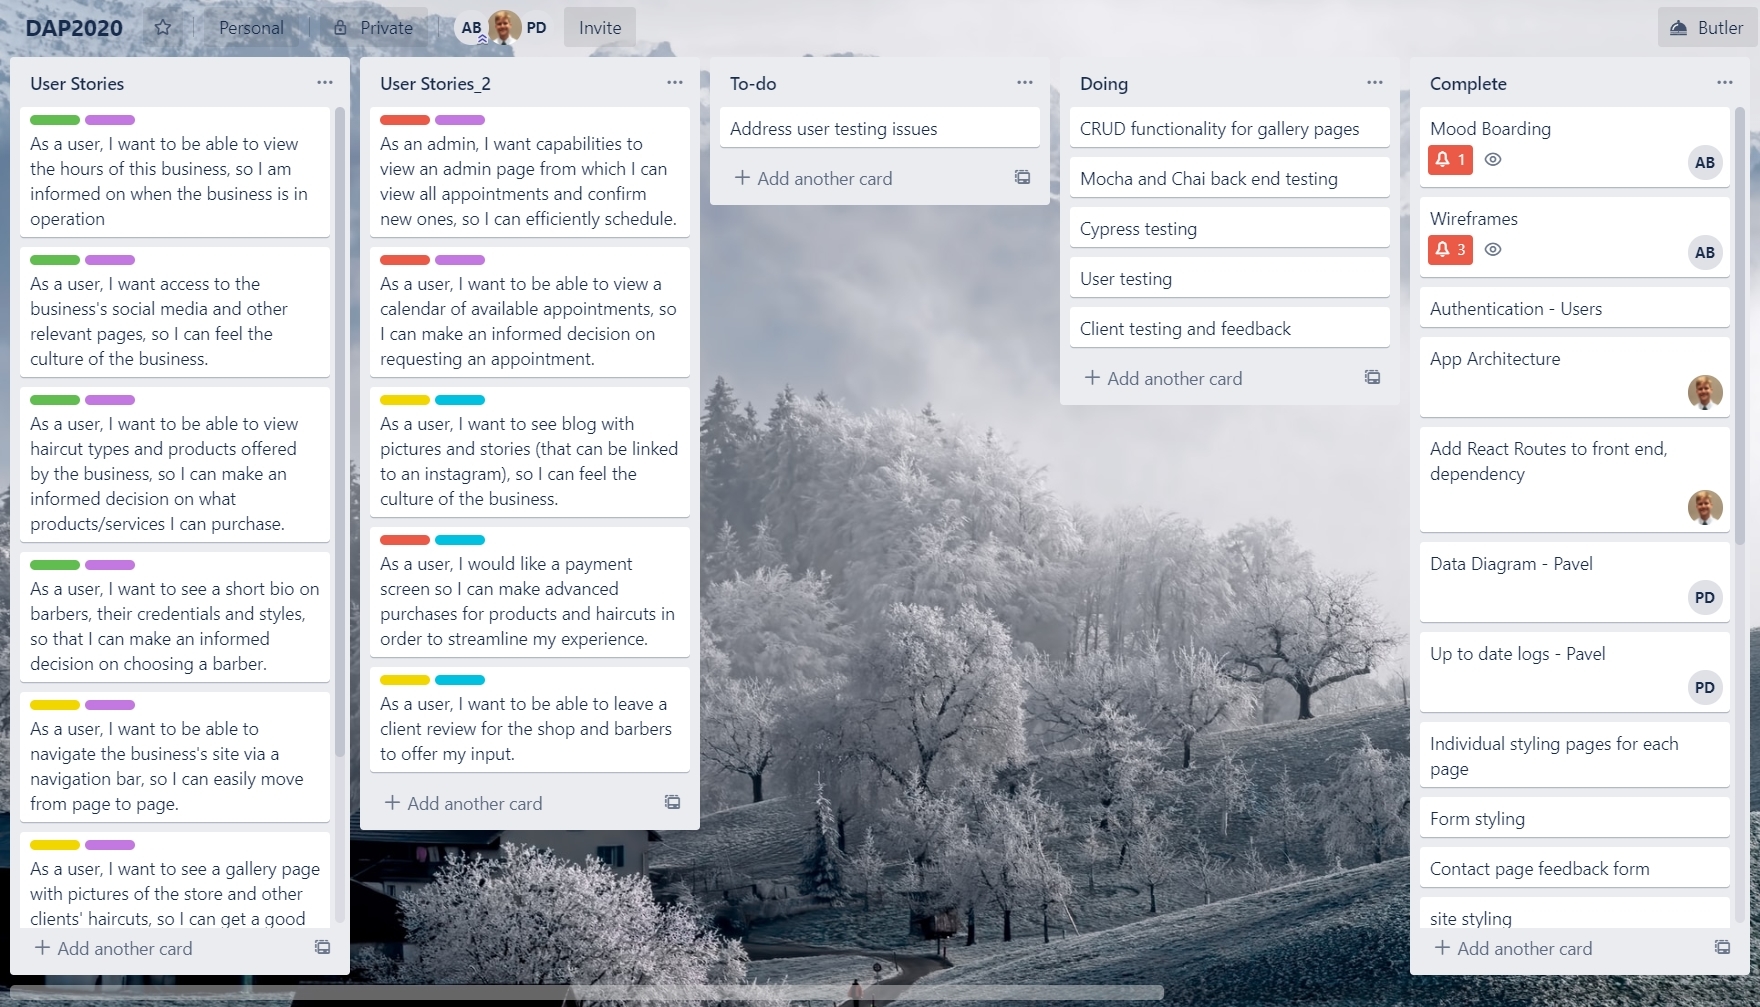 DAP2020
Personal
Private
AB
PD
Invite
Butler
User Stories
As a user, I want to be able to view
the hours of this business, so I am
informed on when the business is in
operation
As a user, I want access to the
business's social media and other
relevant pages, so I can feel the
culture of the business.
As a user, I want to be able to view
haircut types and products offered
by the business, so I can make an
informed decision on what
products/services I can purchase.
As a user, I want to see a short bio on
barbers, their credentials and styles,
so that I can make an informed
decision on choosing a barber.
As a user, I want to be able to
navigate the business's site via a
navigation bar, so I can easily move
from page to page.
As a user, I want to see a gallery page
with pictures of the store and other
clients' haircuts, so I can get a good
Add another card
User Stories_2
As an admin, I want capabilities to
view an admin page from which I can
view all appointments and confirm
new ones, so I can efficiently schedule.
As a user, I want to be able to view a
calendar of available appointments, so
I can make an informed decision on
requesting an appointment.
As a user, I want to see blog with
pictures and stories (that can be linked
to an instagram), so I can feel the
culture of the business.
As a user, I would like a payment
screen so I can make advanced
purchases for products and haircuts in
order to streamline my experience.
As a user, I want to be able to leave a
client review for the shop and barbers
to offer my input.
Add another card
To-do
Address user testing issues
Add another card
Doing
CRUD functionality for gallery pages
Mocha and Chai back end testing
Cypress testing
User testing
Client testing and feedback
Add another card
Complete
Mood Boarding
1
AB
Wireframes
3
AB
Authentication - Users
App Architecture
Add React Routes to front end,
dependency
Data Diagram - Pavel
PD
Up to date logs - Pavel
PD
Individual styling pages for each
page
Form styling
Contact page feedback form
site styling
Add another card